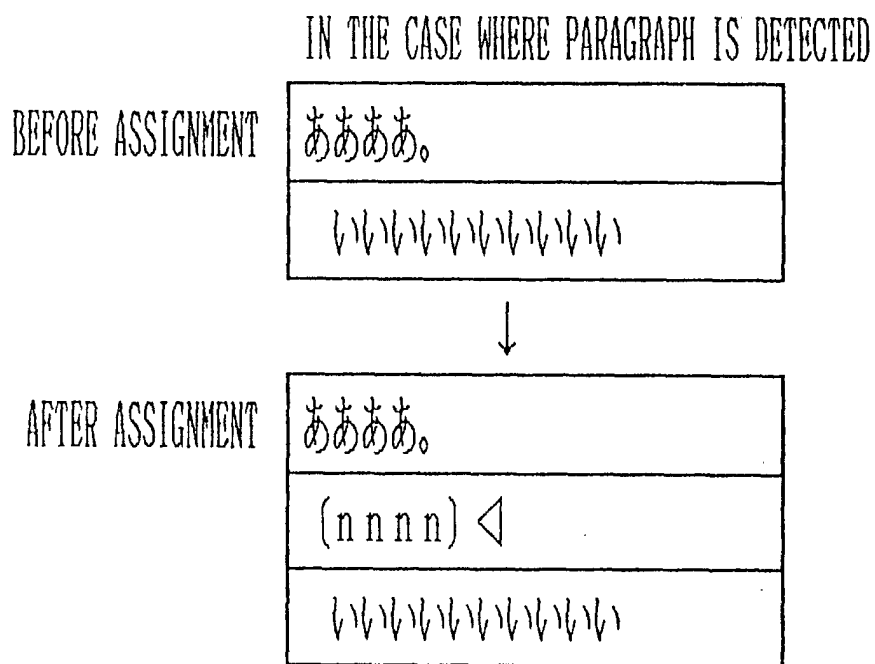 IN THE CASE WHERE PARAGRAPH IS DETECTED
BEFORE ASSIGNMENT
ああああ。
いいいいいいいいいい
↓
AFTER ASSIGNMENT
ああああ。
(nnnn)◁
いいいいいいいいいい